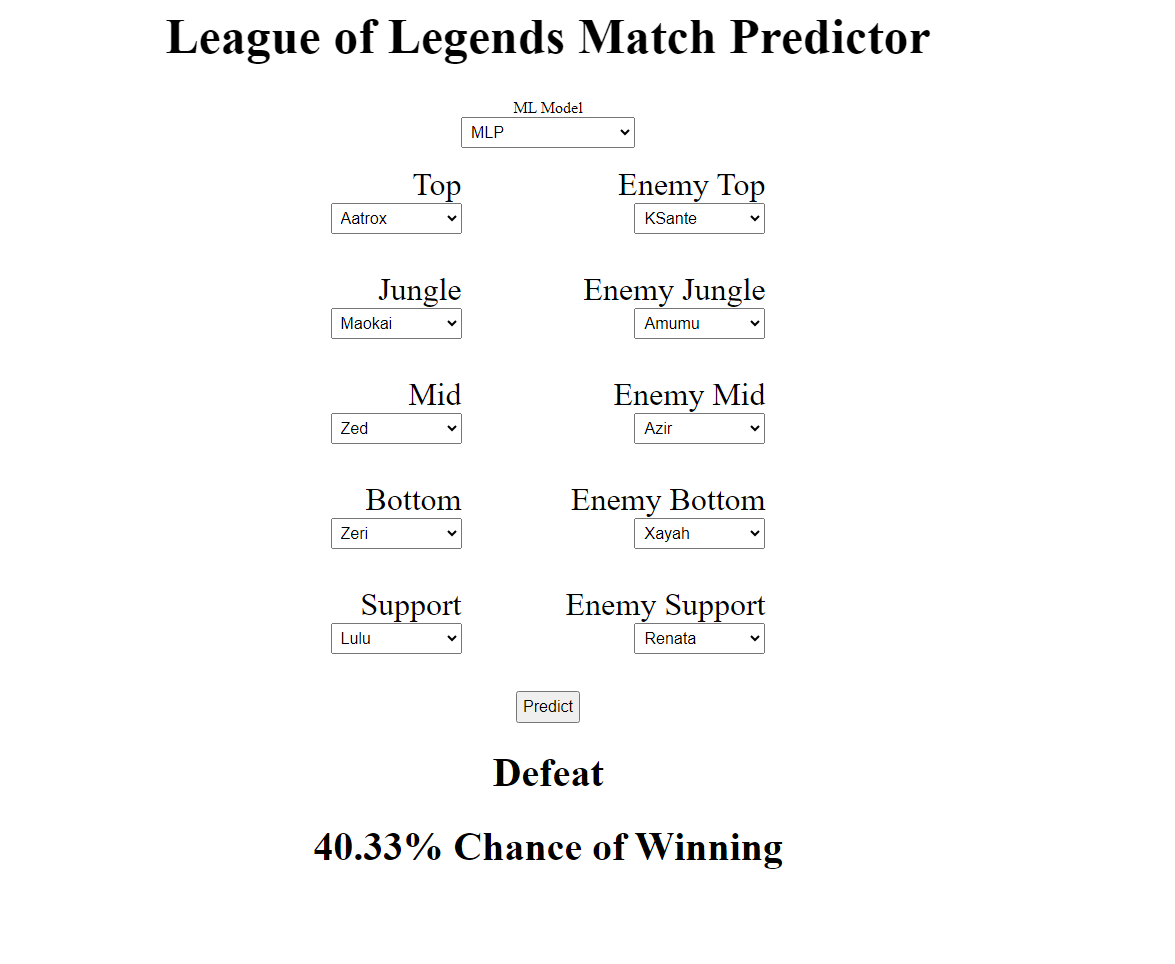 League of Legends Match Predictor
ML Model
MLP
Top Enemy Top
Aatrox KSante
Jungle Enemy Jungle
Maokai Amumu
Mid Enemy Mid
Zed Azir
Bottom Enemy Bottom
Zeri Xayah
Support Enemy Support
Lulu Renata
Predict
Defeat
40.33% Chance of Winning